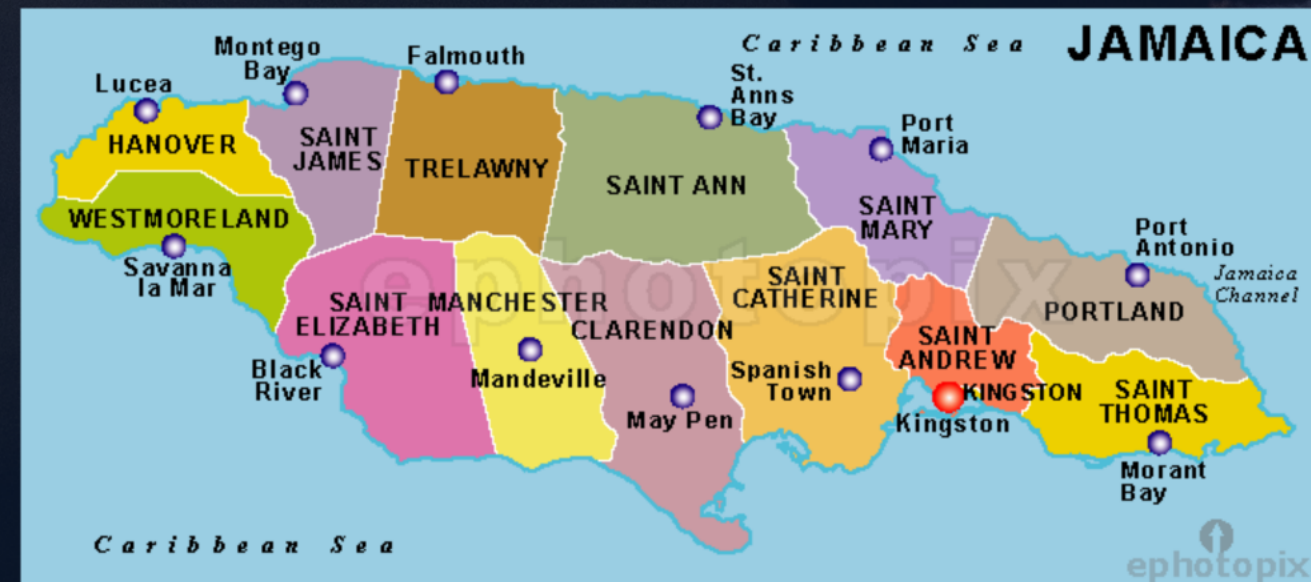 Caribbean Sea
JAMAICA
Montego
Bay
Falmouth
Lucea
St.
Anns
Bay
Port
Maria
HANOVER
SAINT
JAMES
TRELAWNY
SAINT ANN
WESTMORELAND
SAINT
MARY
Port
Antonio
Jamaica
Channel
Savanna
la Mar
SAINT
ELIZABETH
MANCHESTER
CLARENDON
SAINT
CATHERINE
PORTLAND
SAINT
ANDREW
Black
River
Mandeville
May Pen
Spanish
Town
KINGSTON
Kingston
SAINT
THOMAS
Morant
Bay
Caribbean Sea
ephotopix
ephotopix